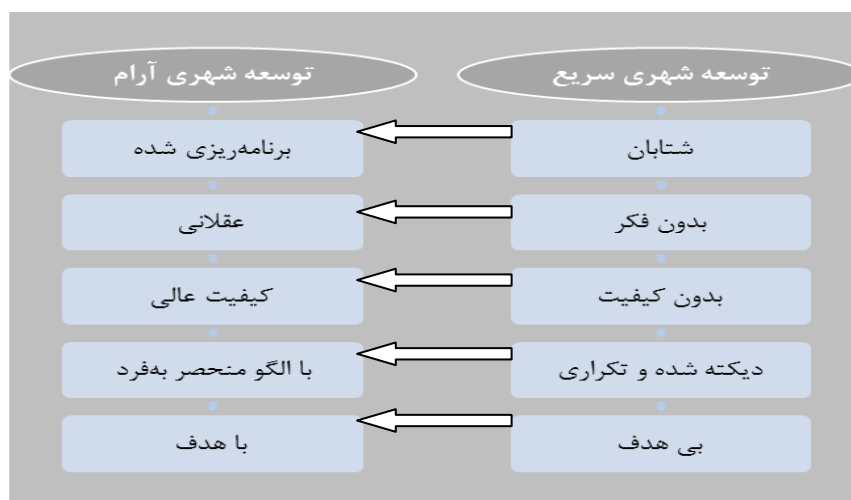 توسعه شهری سریع
توسعه شهری آرام
شتابان
برنامه‌ریزی شده
بدون فکر
عقلانی
بدون کیفیت
کیفیت عالی
دیکته شده و تکراری
با الگو منحصر به‌فرد
بی هدف
با هدف